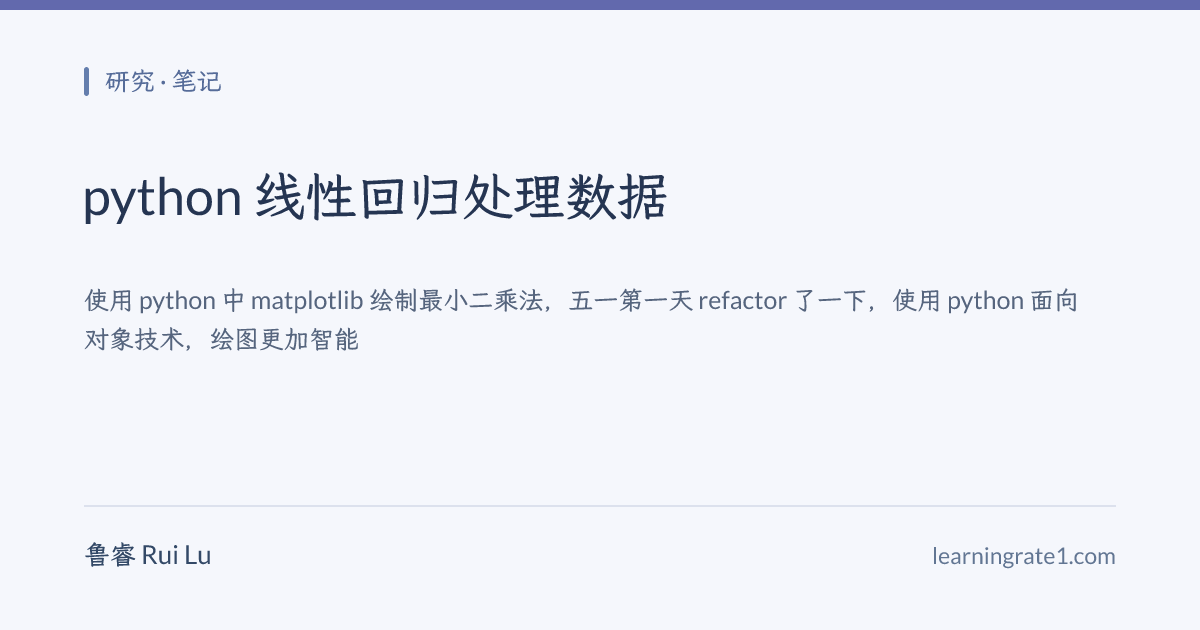 研究 · 笔记
python 线性回归处理数据
使用 python 中 matplotlib 绘制最小二乘法，五一第一天 refactor 了一下，使用 python 面向
对象技术，绘图更加智能
鲁睿 Rui Lu
learningrate1.com